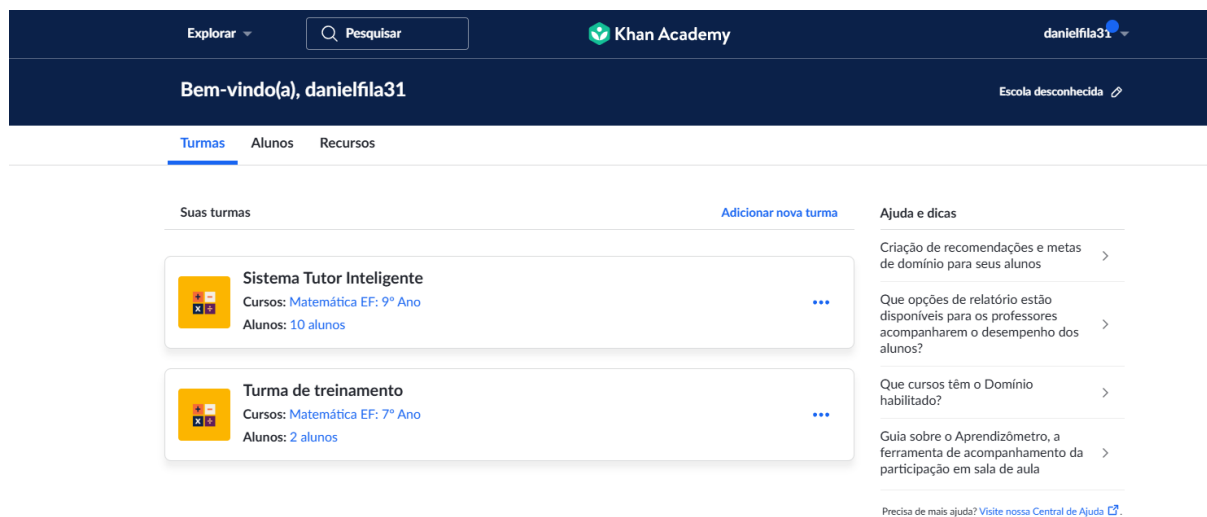 Explorar
Pesquisar
Khan Academy
danielfila31
Bem-vindo(a), danielfila31
Escola desconhecida
Turmas
Alunos
Recursos
Suas turmas
Adicionar nova turma
Sistema Tutor Inteligente
Cursos: Matemática EF: 9º Ano
Alunos: 10 alunos
Turma de treinamento
Cursos: Matemática EF: 7º Ano
Alunos: 2 alunos
Ajuda e dicas
Criação de recomendações e metas
de domínio para seus alunos
Que opções de relatório estão
disponíveis para os professores
acompanharem o desempenho dos
alunos?
Que cursos têm o Domínio
habilitado?
Guia sobre o Aprendizômetro, a
ferramenta de acompanhamento da
participação em sala de aula
Precisa de mais ajuda? Visite nossa Central de Ajuda.